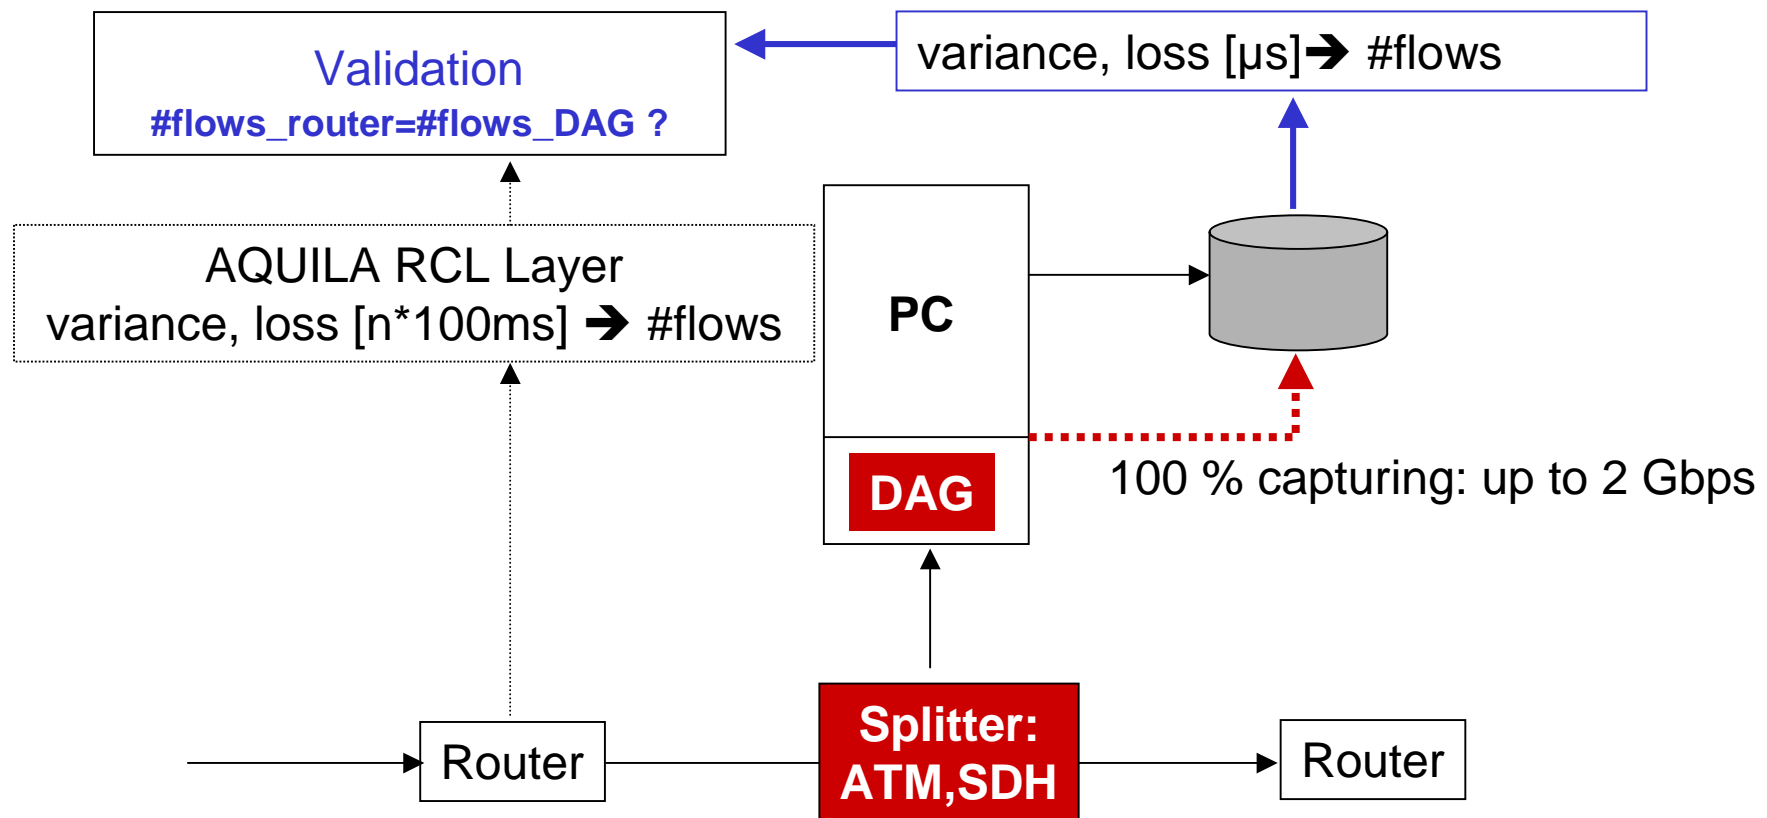 Validation
#flows_router=#flows_DAG ?
variance, loss [µs]➔ #flows
AQUILA RCL Layer
variance, loss [n*100ms] ➔ #flows
PC
DAG
100 % capturing: up to 2 Gbps
Router
Splitter:
ATM,SDH
Router